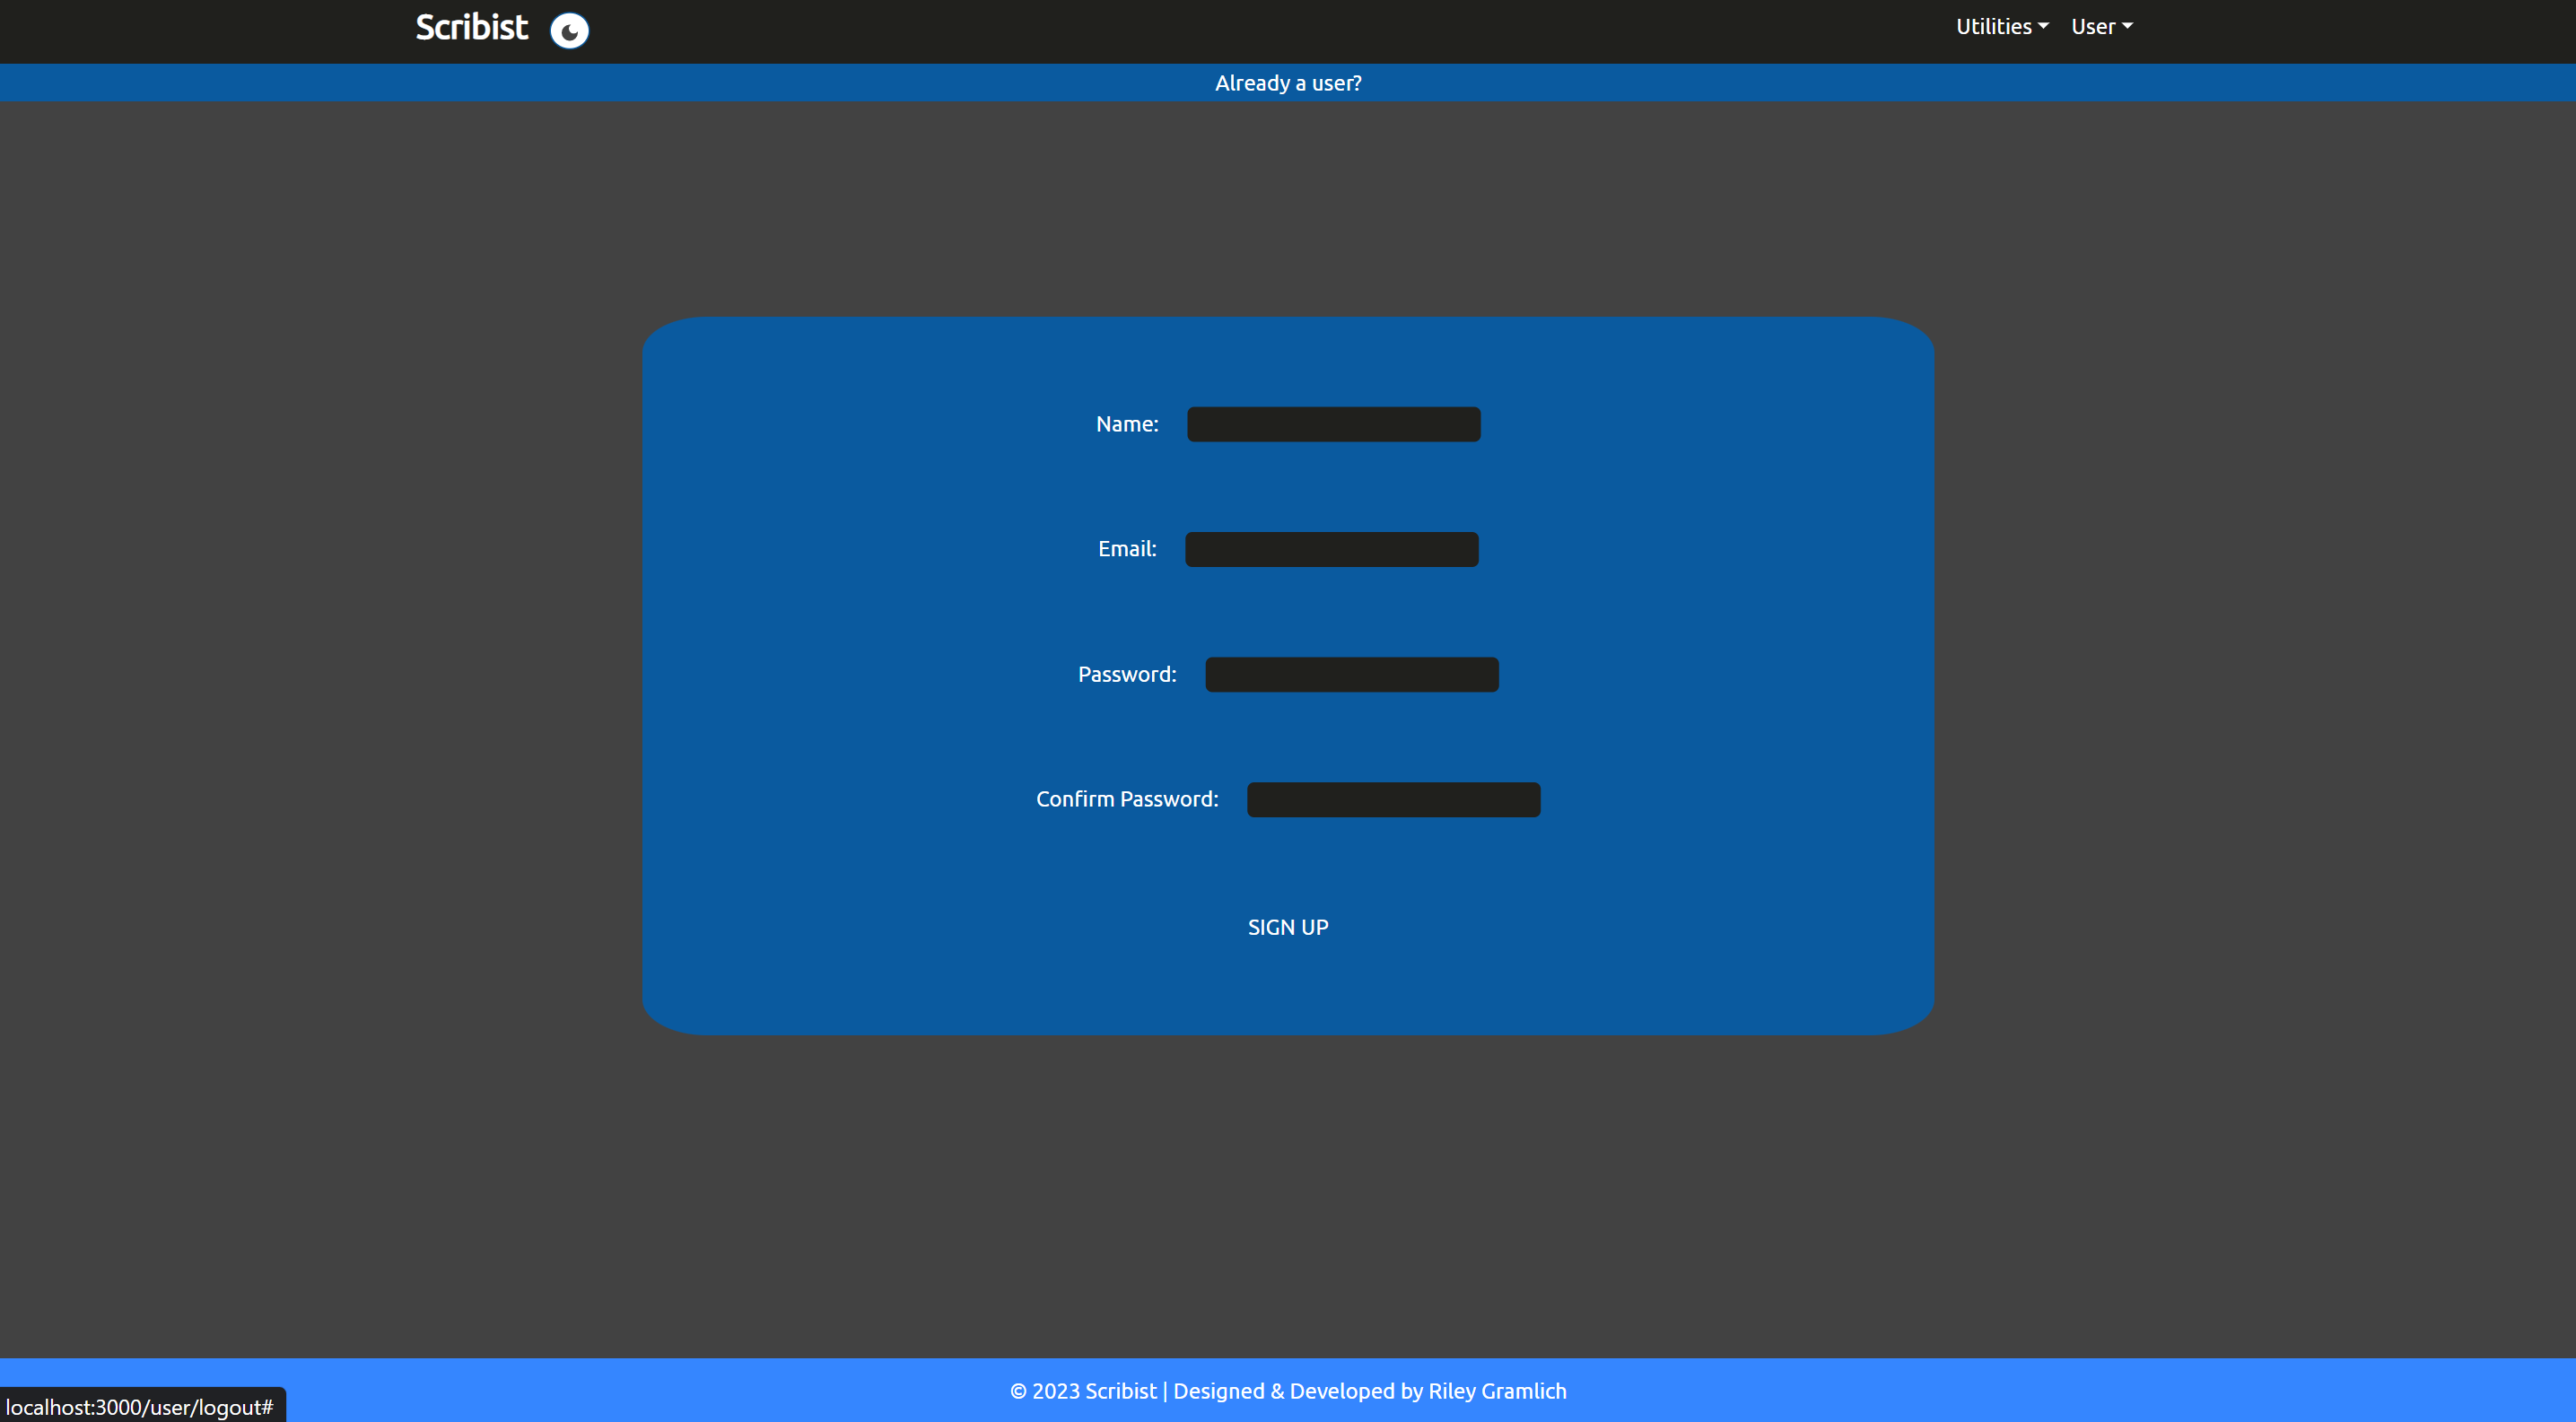 Scribist
Utilities User
Already a user?
Name:
Email:
Password:
Confirm Password:
SIGN UP
© 2023 Scribist | Designed & Developed by Riley Gramlich
localhost:3000/user/logout#